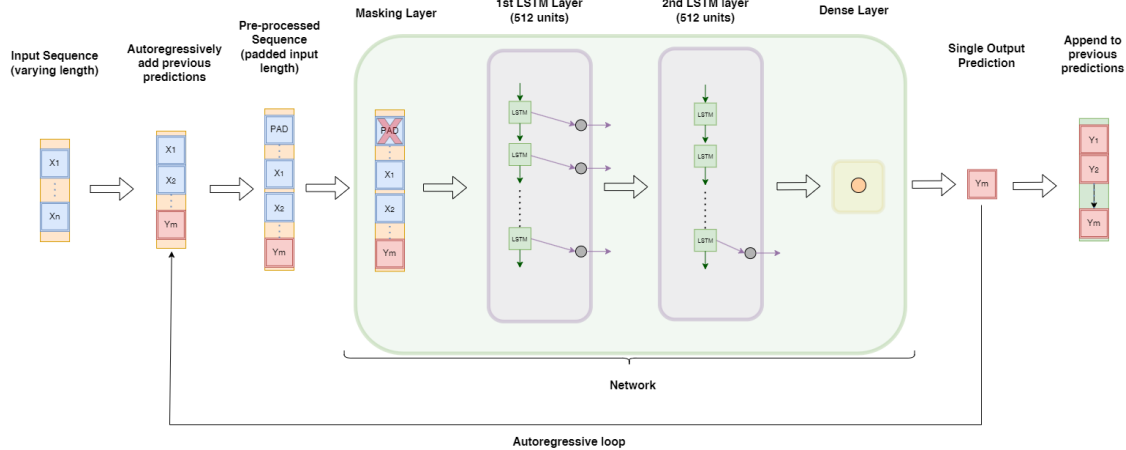 Input Sequence
(varying length)
Autoregressively
add previous
predictions
Pre-processed
Sequence
(padded input
length)
Masking Layer
1st LSTM Layer
(512 units)
2nd LSTM layer
(512 units)
Dense Layer
Single Output
Prediction
Append to
previous
predictions
X1
Xn
X1
X2
Ym
PAD
X1
X2
Ym
PAD
X1
X2
Ym
LSTM
LSTM
LSTM
LSTM
LSTM
LSTM
Ym
Y1
Y2
Ym
Network
Autoregressive loop